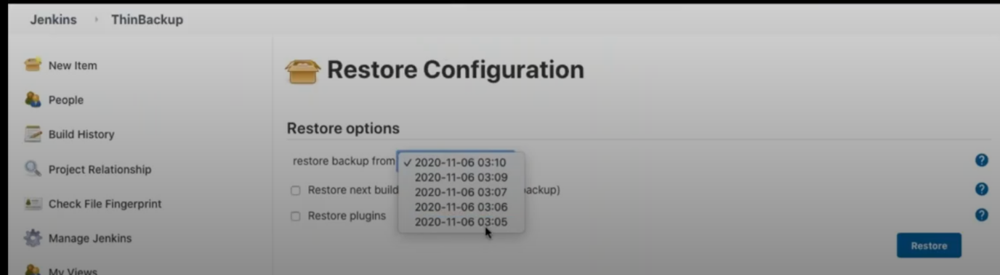 Jenkins › ThinBackup
New Item
People
Build History
Project Relationship
Check File Fingerprint
Manage Jenkins
My Views
Restore Configuration
Restore options
restore backup from
✓ 2020-11-06 03:10
2020-11-06 03:09
2020-11-06 03:07
2020-11-06 03:06
2020-11-06 03:05
Restore next build
ackup)
Restore plugins
Restore